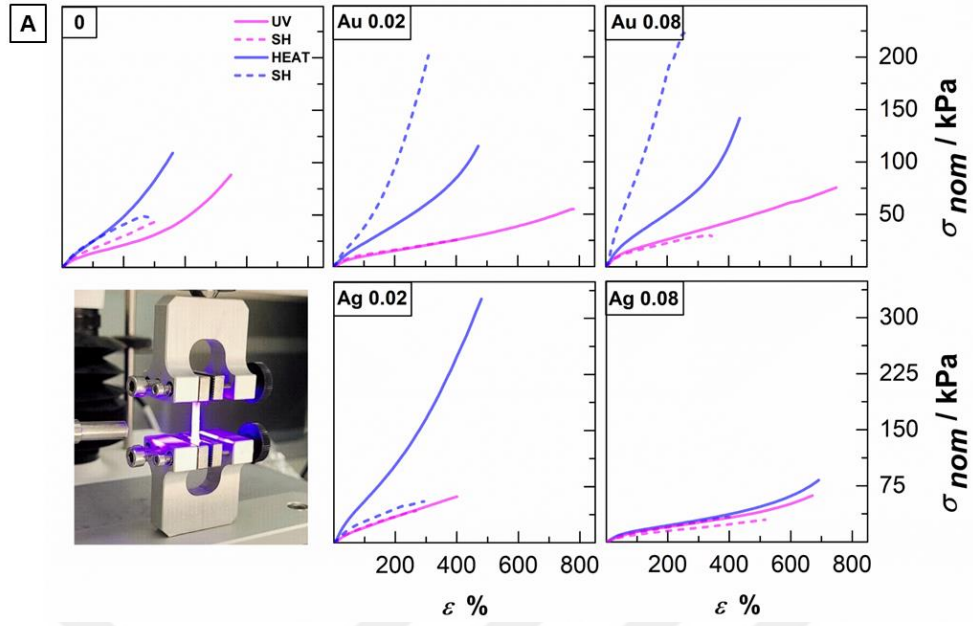 A
0
UV
SH
HEAT
SH
Au 0.02
Au 0.08
200
150
100
50
σ nom / kPa
Ag 0.02
Ag 0.08
300
225
150
75
σ nom / kPa
200 400 600 800 200 400 600 800
ε % ε %